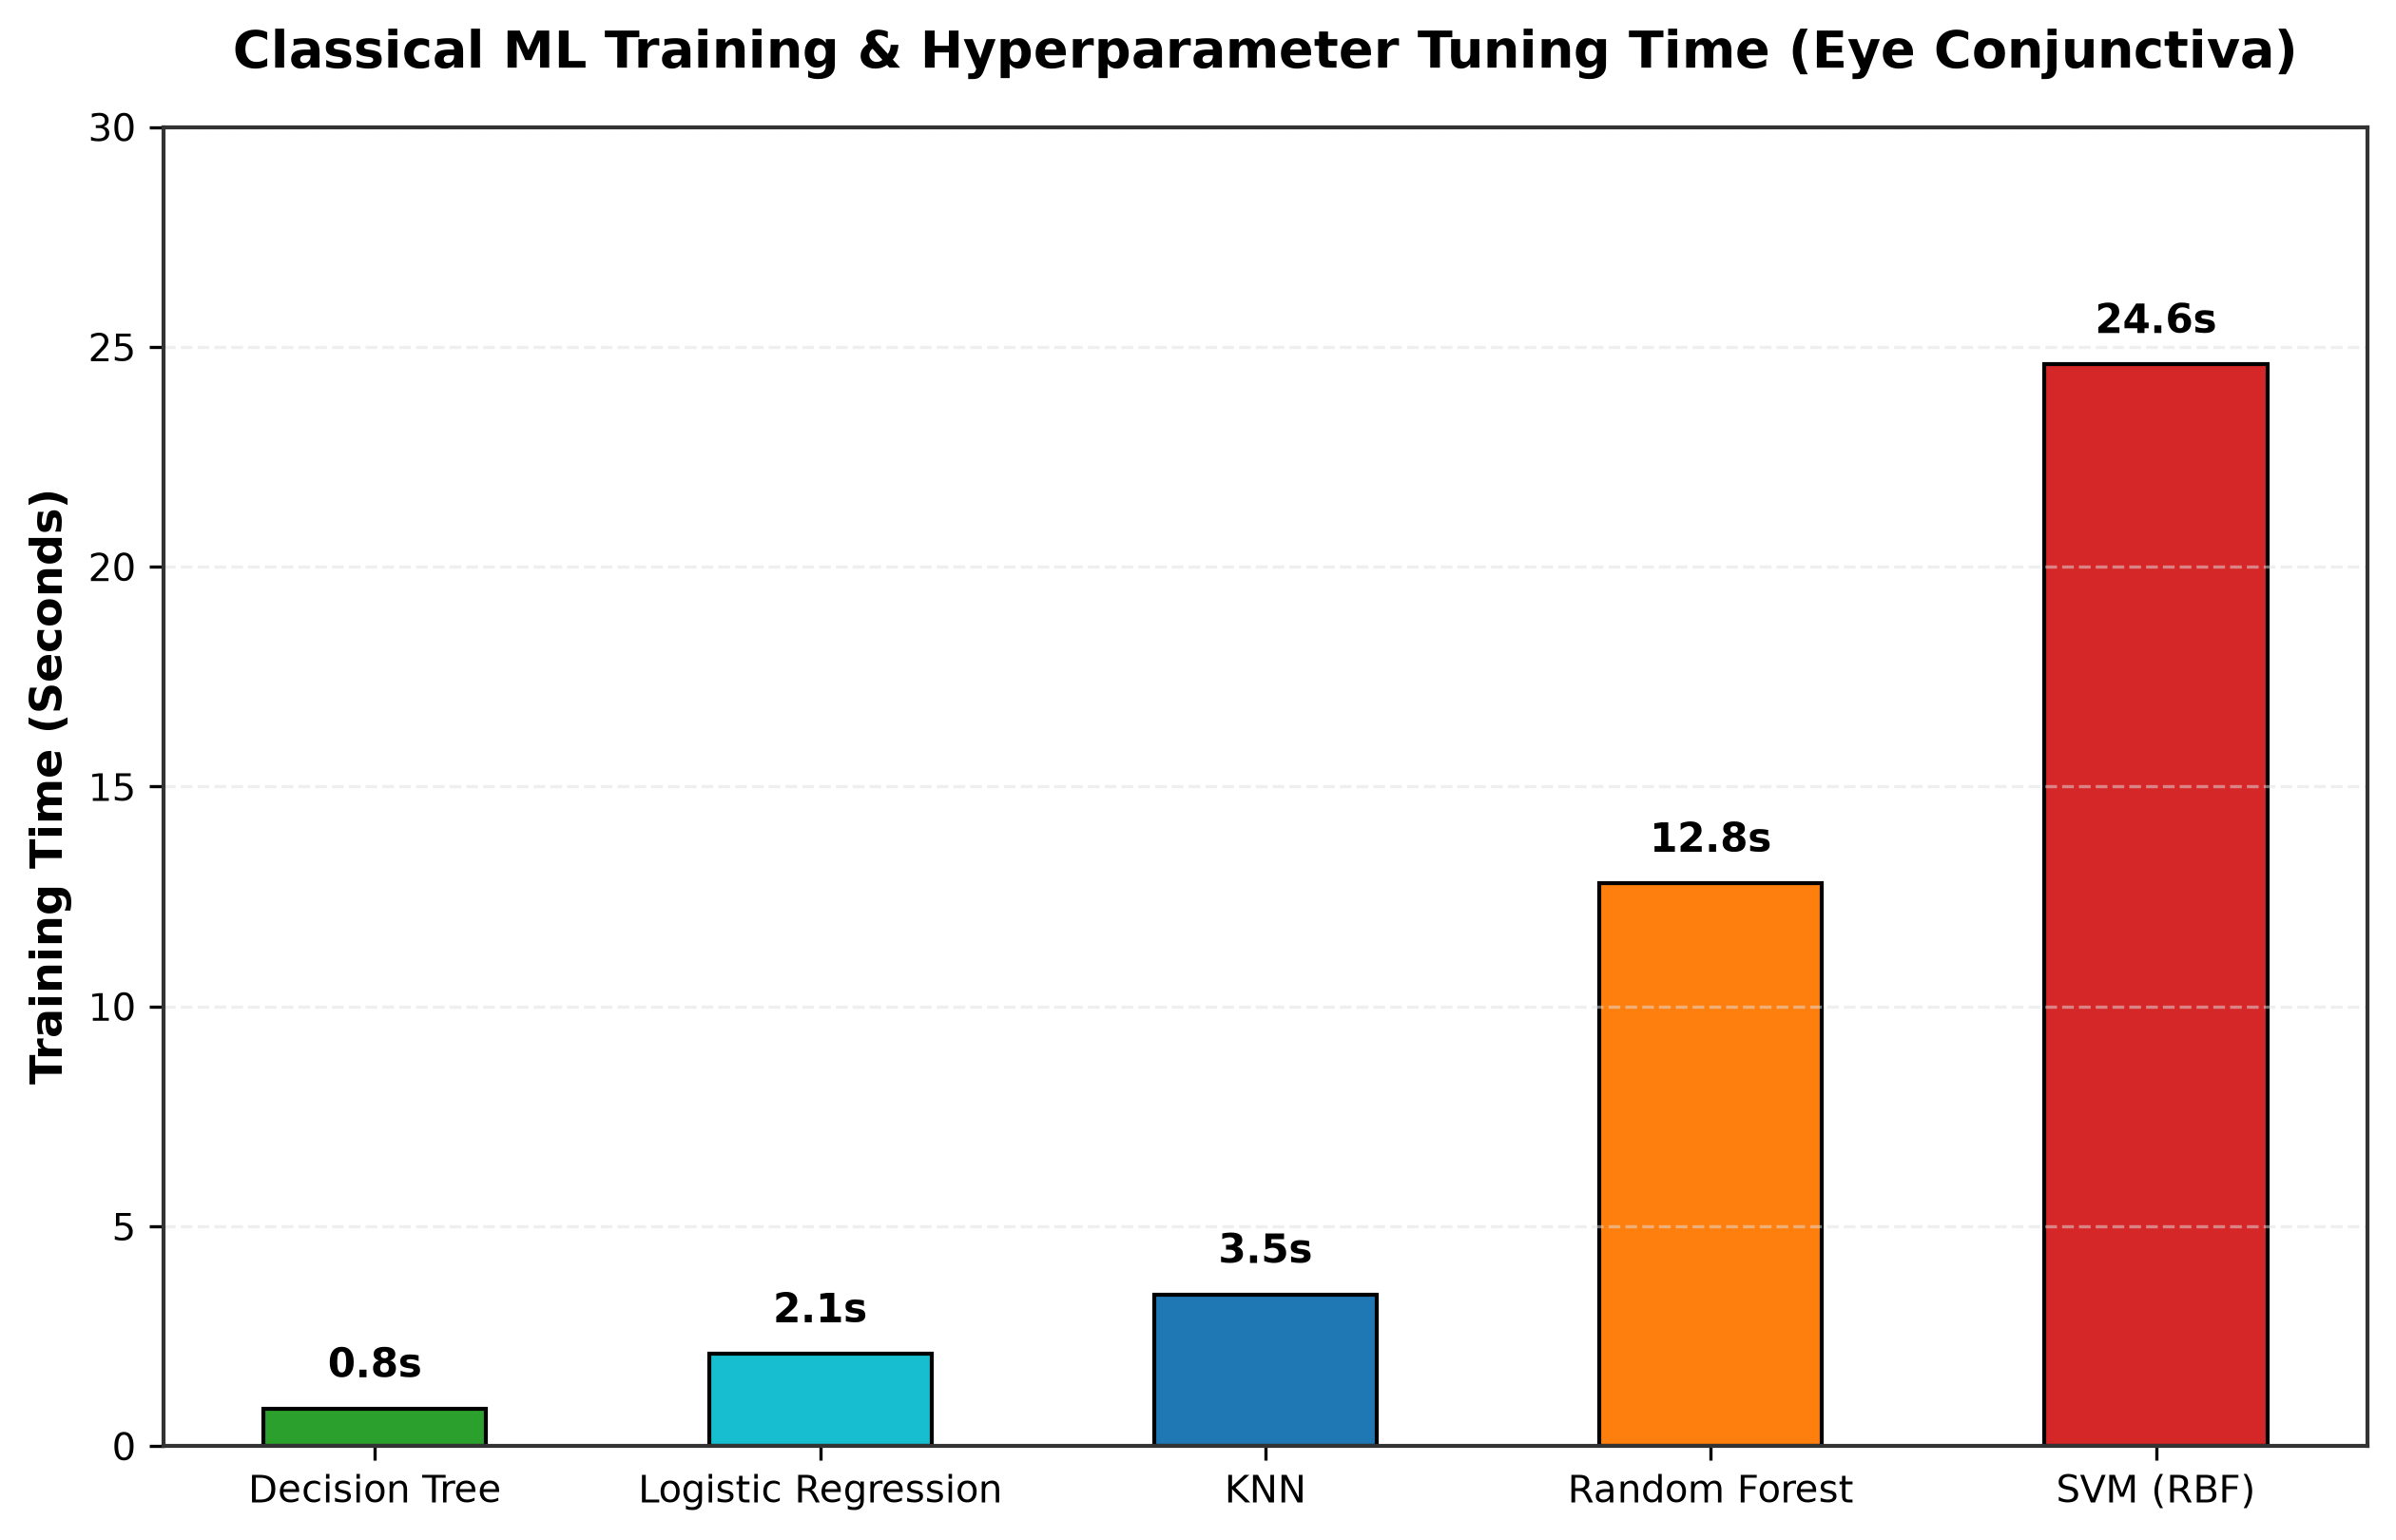 Classical ML Training & Hyperparameter Tuning Time (Eye Conjunctiva)
Training Time (Seconds)
30
25
20
15
10
5
0
0.8s
2.1s
3.5s
12.8s
24.6s
Decision Tree
Logistic Regression
KNN
Random Forest
SVM (RBF)